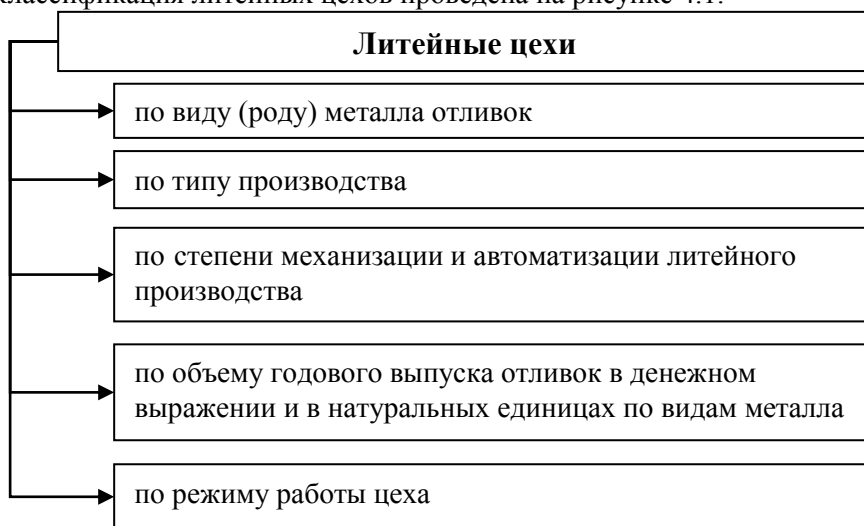 классификация литейных цехов проведена на рисунке 4.1.
Литейные цехи
по виду (роду) металла отливок
по типу производства
по степени механизации и автоматизации литейного
производства
по объему годового выпуска отливок в денежном
выражении и в натуральных единицах по видам металла
по режиму работы цеха